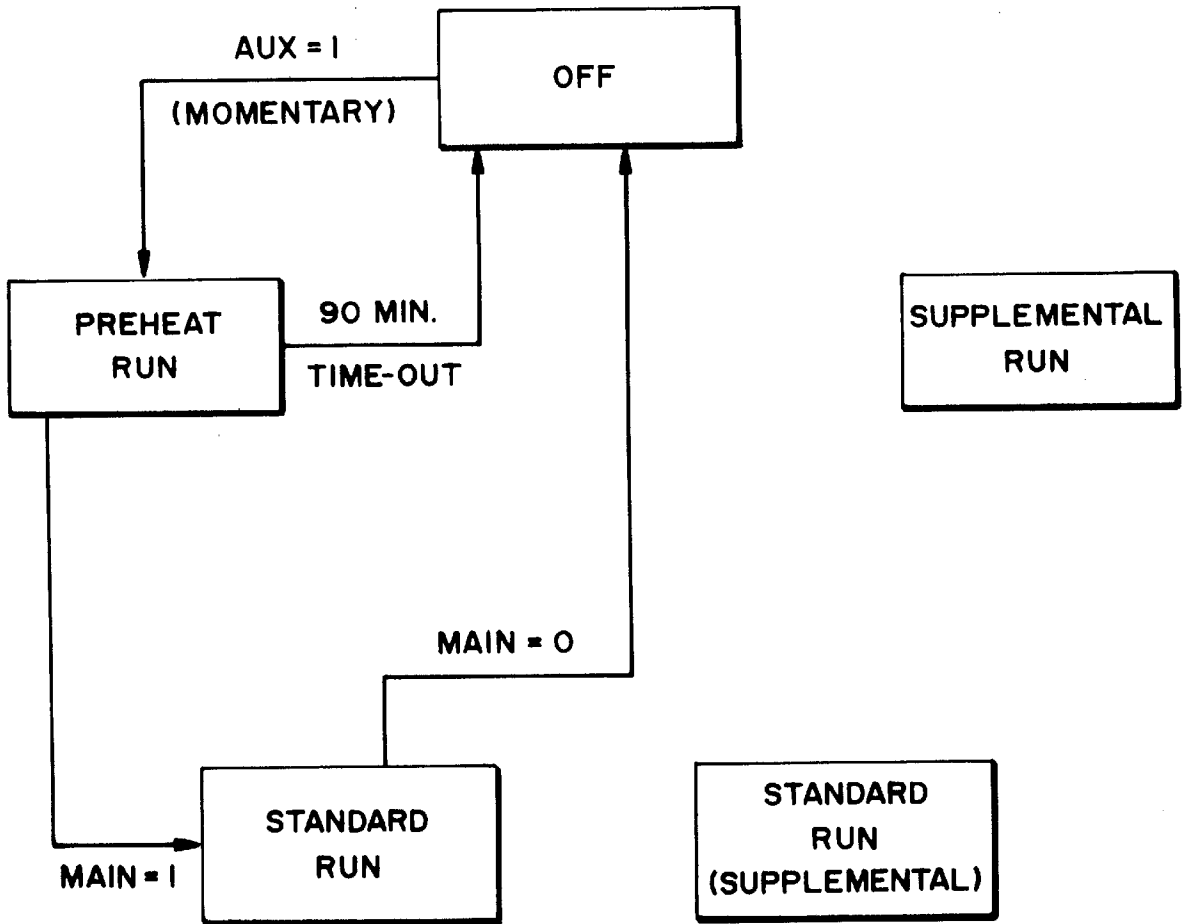 AUX = 1
(MOMENTARY)
OFF
PREHEAT
RUN
90 MIN.
TIME-OUT
SUPPLEMENTAL
RUN
MAIN = 0
MAIN = 1
STANDARD
RUN
STANDARD
RUN
(SUPPLEMENTAL)